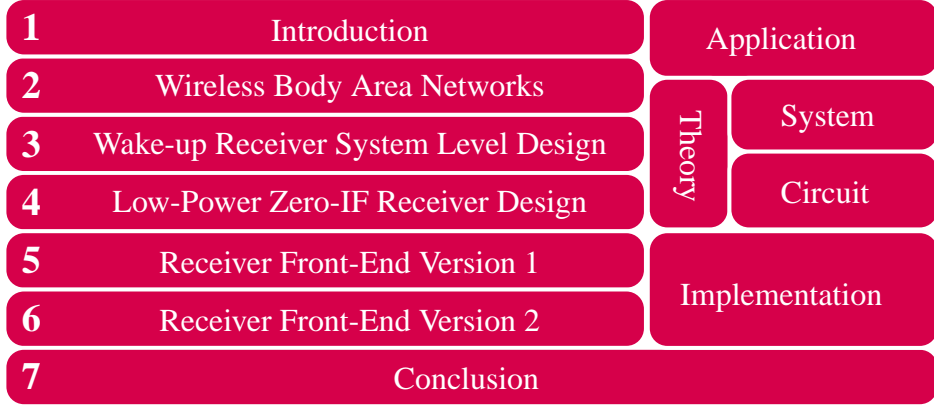 1 Introduction
Application
2 Wireless Body Area Networks
Theory
System
3 Wake-up Receiver System Level Design
4 Low-Power Zero-IF Receiver Design
Circuit
5 Receiver Front-End Version 1
Implementation
6 Receiver Front-End Version 2
7 Conclusion